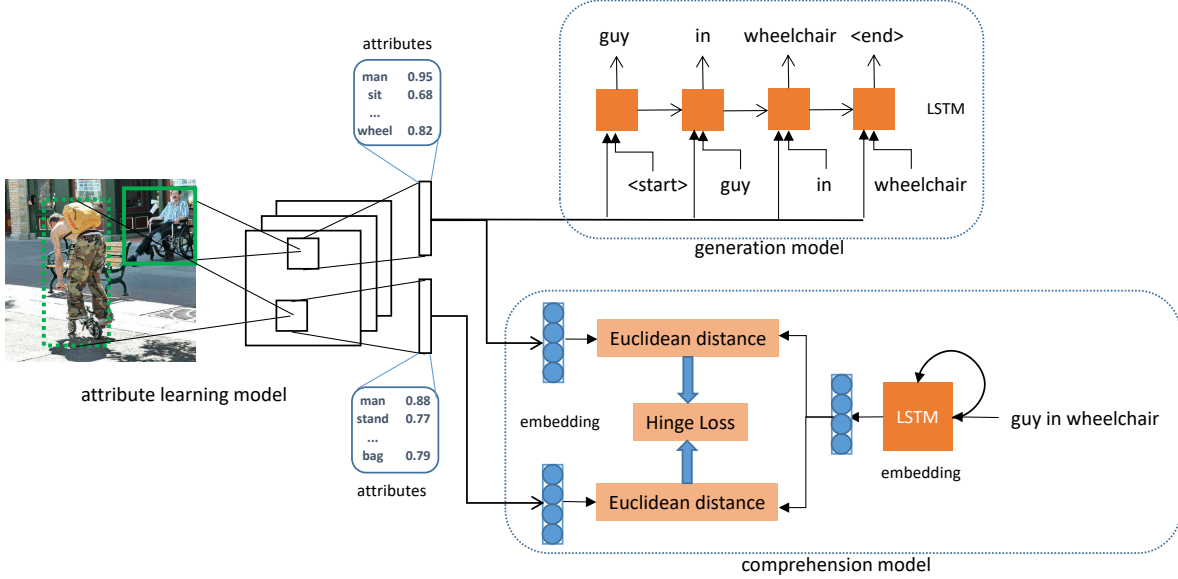 attributes
man 0.95
sit 0.68
...
wheel 0.82
attribute learning model
man 0.88
stand 0.77
...
bag 0.79
attributes
guy in wheelchair <end>
LSTM
<start> guy in wheelchair
generation model
Euclidean distance
embedding
Hinge Loss
Euclidean distance
LSTM
embedding
guy in wheelchair
comprehension model